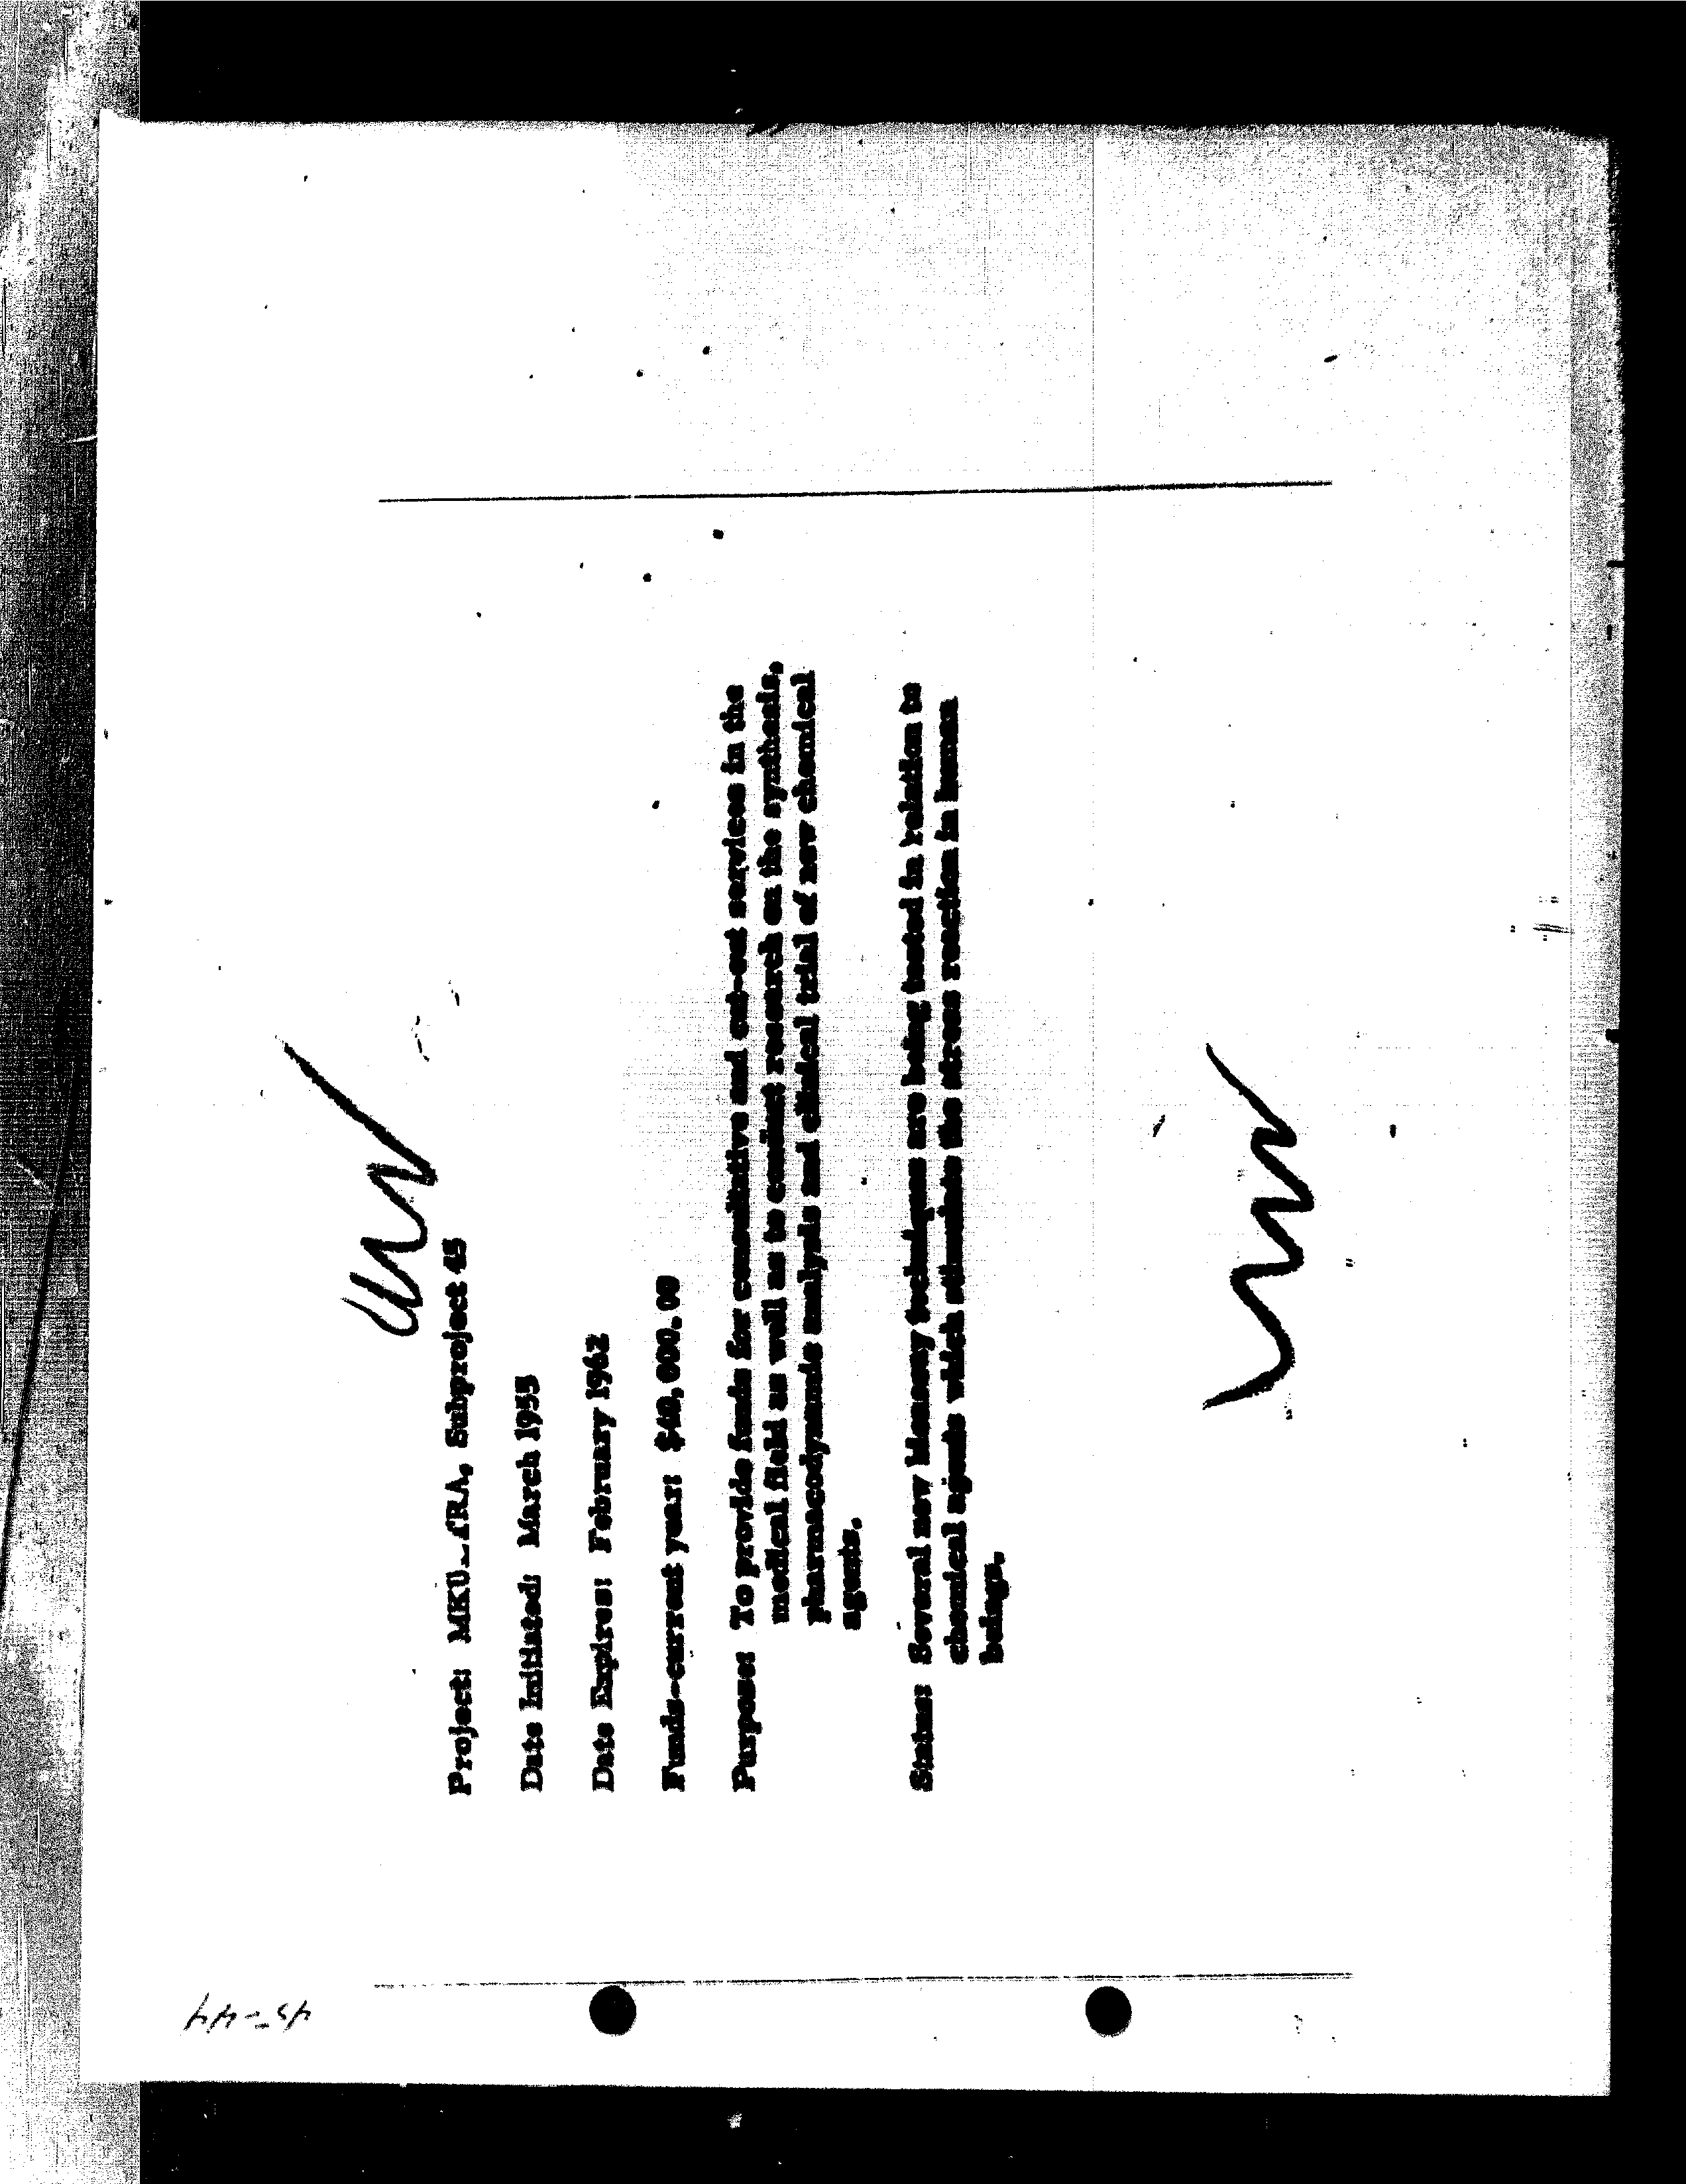 Project: MKULTRA, Subproject 45
Date Initiated: March 1955
Date Expires: February 1962
Funds-current year: $40,000.00
Purpose: To provide funds for consultative and cut-out services in the
medical field as well as to conduct research on the synthesis,
pharmacodynamic analysis and clinical trial of new chemical
agents.
Status: Several new bioassay techniques are being tested in relation to
chemical agents which stimulate the stress reaction in human
beings.
45-44